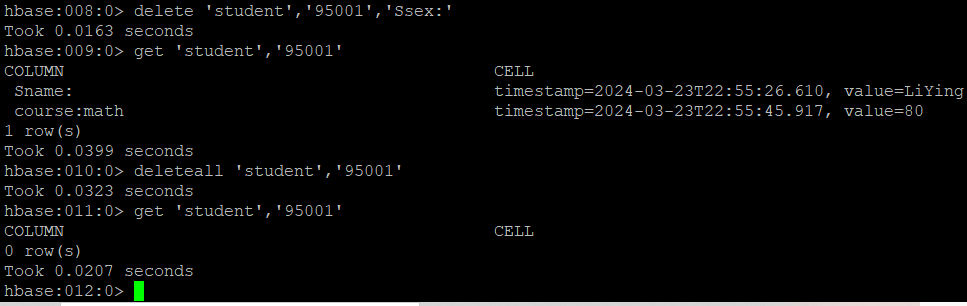 hbase:008:0> delete 'student','95001','Ssex:'
Took 0.0163 seconds
hbase:009:0> get 'student','95001'
COLUMN CELL
Sname: timestamp=2024-03-23T22:55:26.610, value=LiYing
course:math timestamp=2024-03-23T22:55:45.917, value=80
1 row(s)
Took 0.0399 seconds
hbase:010:0> deleteall 'student','95001'
Took 0.0323 seconds
hbase:011:0> get 'student','95001'
COLUMN CELL
0 row(s)
Took 0.0207 seconds
hbase:012:0>